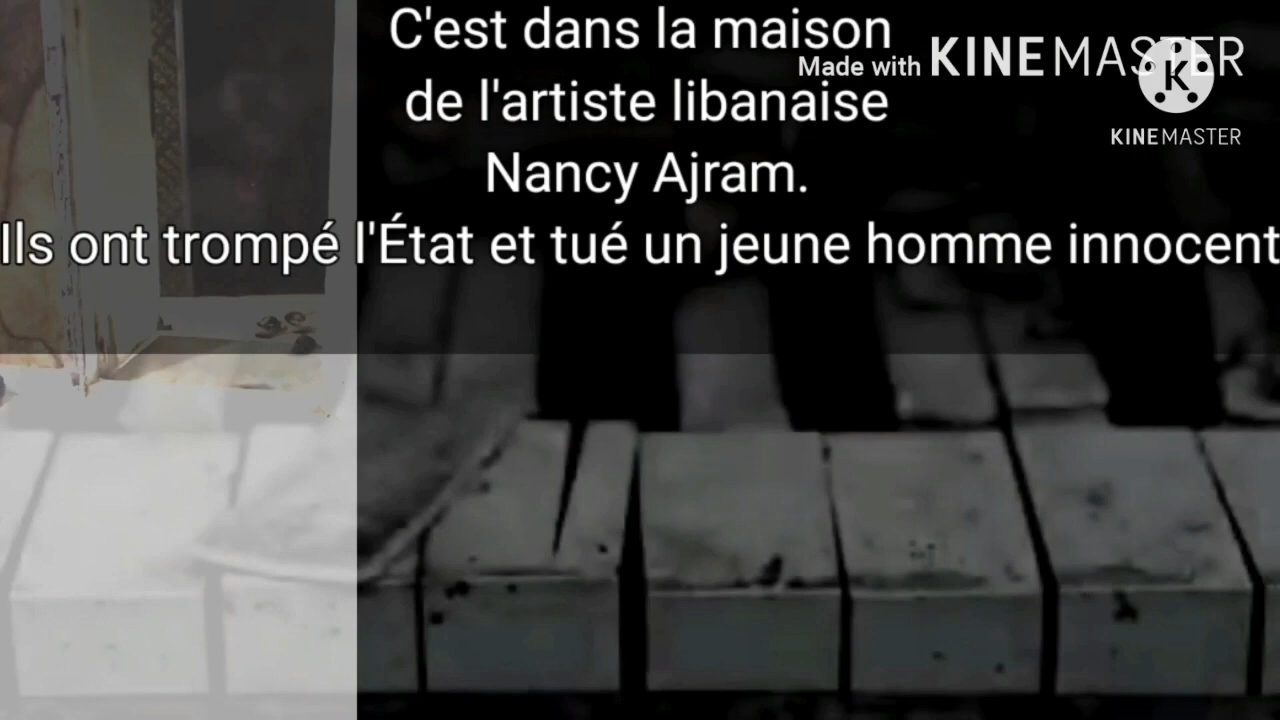 C'est dans la maison
Made with KINEMASTER
de l'artiste libanaise
K
KINEMASTER
Nancy Ajram.
Ils ont trompé l'État et tué un jeune homme innocent